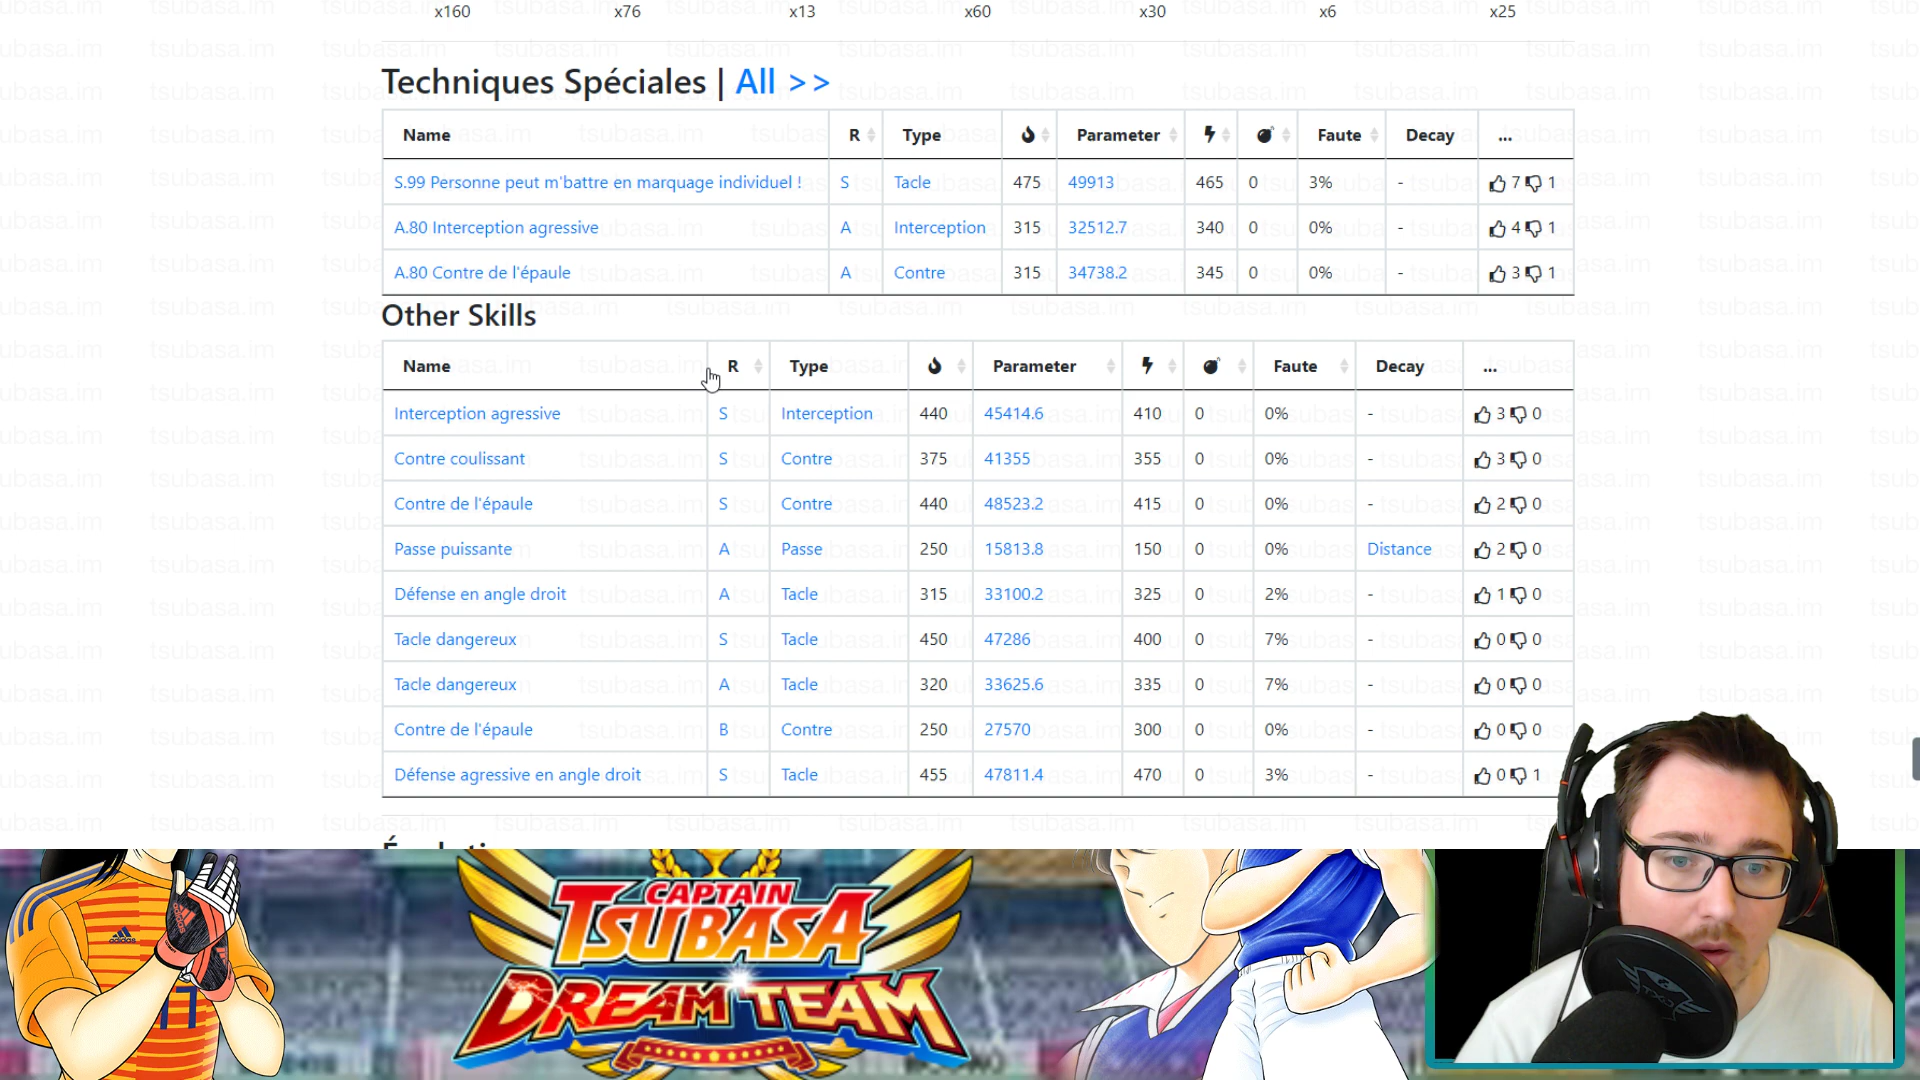 x160 x76 x13 x60 x30 x6 x25
Techniques Spéciales | All >>
Name R Type Parameter Faute Decay ...
S.99 Personne peut m'battre en marquage individuel ! S Tacle 475 49913 465 0 3% - 7 1
A.80 Interception agressive A Interception 315 32512.7 340 0 0% - 4 1
A.80 Contre de l'épaule A Contre 315 34738.2 345 0 0% - 3 1
Other Skills
Name R Type Parameter Faute Decay ...
Interception agressive S Interception 440 45414.6 410 0 0% - 3 0
Contre coulissant S Contre 375 41355 355 0 0% - 3 0
Contre de l'épaule S Contre 440 48523.2 415 0 0% - 2 0
Passe puissante A Passe 250 15813.8 150 0 0% Distance 2 0
Défense en angle droit A Tacle 315 33100.2 325 0 2% - 1 0
Tacle dangereux S Tacle 450 47286 400 0 7% - 0 0
Tacle dangereux A Tacle 320 33625.6 335 0 7% - 0 0
Contre de l'épaule B Contre 250 27570 300 0 0% - 0 0
Défense agressive en angle droit S Tacle 455 47811.4 470 0 3% - 0 1
tsubasa.im
adidas
CAPTAIN
TSUBASA
DREAM TEAM